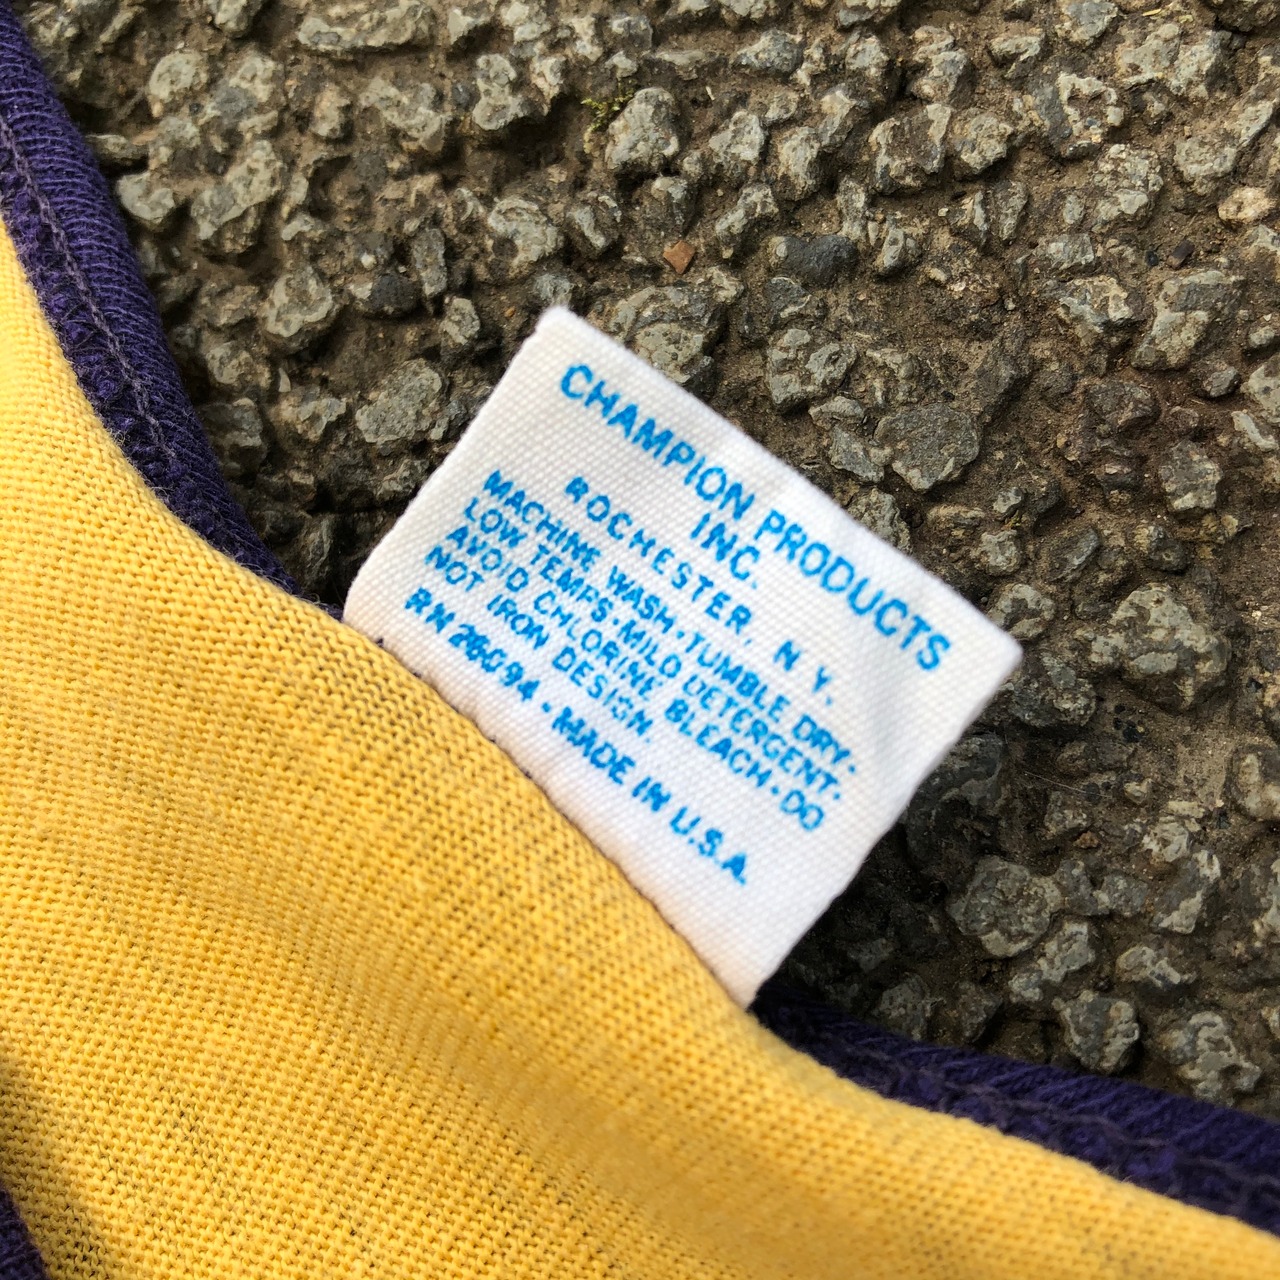 CHAMPION PRODUCTS
INC.
ROCHESTER, N.Y.
MACHINE WASH·TUMBLE DRY·
LOW TEMPS·MILD DETERGENT·
AVOID CHLORINE BLEACH·DO
NOT IRON DESIGN.
RN 26094 · MADE IN U.S.A.